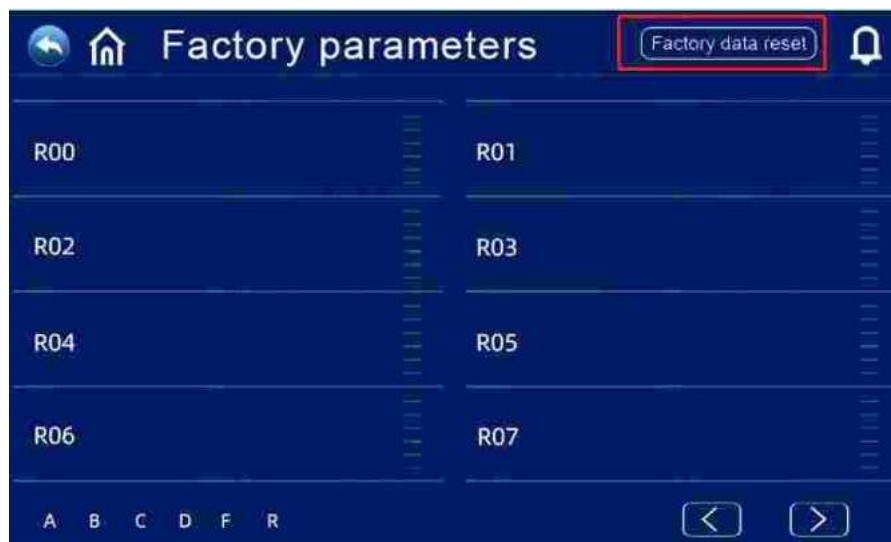 Factory parameters
Factory data reset
R00
R01
R02
R03
R04
R05
R06
R07
A B C D F R